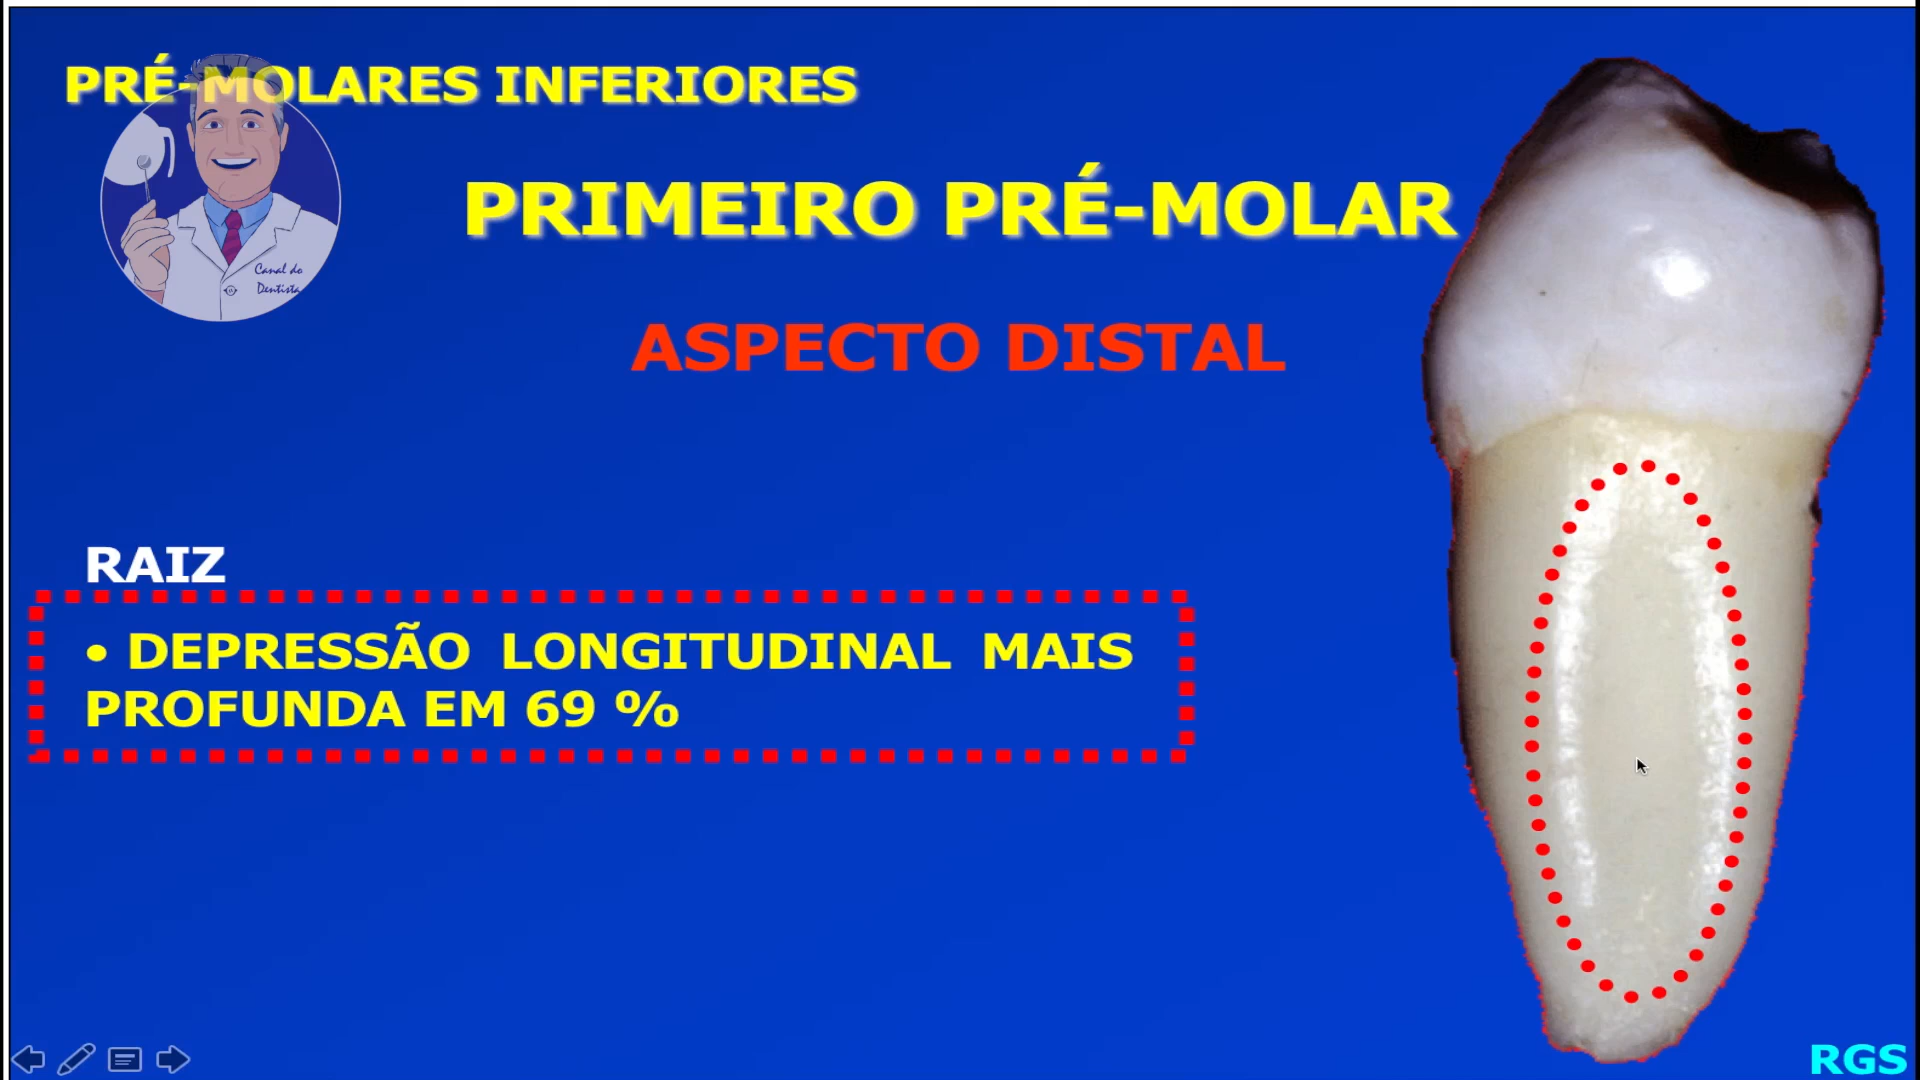 PRÉ-MOLARES INFERIORES
PRIMEIRO PRÉ-MOLAR
Canal do
Dentista
ASPECTO DISTAL
RAIZ
• DEPRESSÃO LONGITUDINAL MAIS
PROFUNDA EM 69 %
RGS